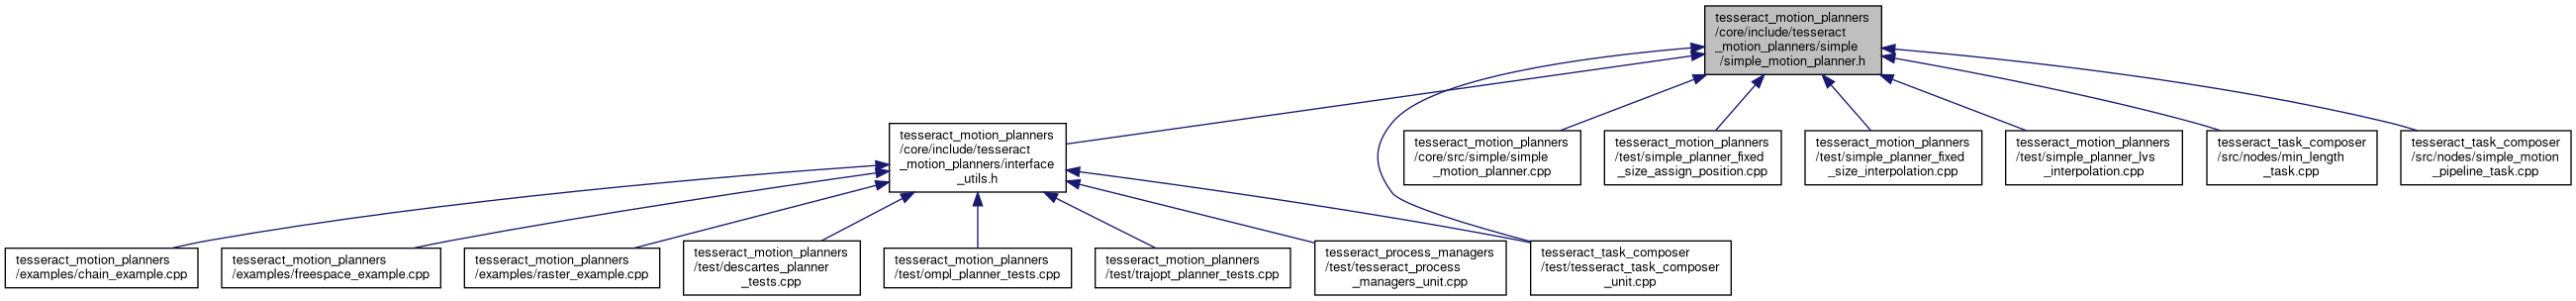 tesseract_motion_planners
/core/include/tesseract
_motion_planners/simple
/simple_motion_planner.h
tesseract_motion_planners
/core/include/tesseract
_motion_planners/interface
_utils.h
tesseract_motion_planners
/core/src/simple/simple
_motion_planner.cpp
tesseract_motion_planners
/test/simple_planner_fixed
_size_assign_position.cpp
tesseract_motion_planners
/test/simple_planner_fixed
_size_interpolation.cpp
tesseract_motion_planners
/test/simple_planner_lvs
_interpolation.cpp
tesseract_task_composer
/src/nodes/min_length
_task.cpp
tesseract_task_composer
/src/nodes/simple_motion
_pipeline_task.cpp
tesseract_motion_planners
/examples/chain_example.cpp
tesseract_motion_planners
/examples/freespace_example.cpp
tesseract_motion_planners
/examples/raster_example.cpp
tesseract_motion_planners
/test/descartes_planner
_tests.cpp
tesseract_motion_planners
/test/ompl_planner_tests.cpp
tesseract_motion_planners
/test/trajopt_planner_tests.cpp
tesseract_process_managers
/test/tesseract_process
_managers_unit.cpp
tesseract_task_composer
/test/tesseract_task_composer
_unit.cpp